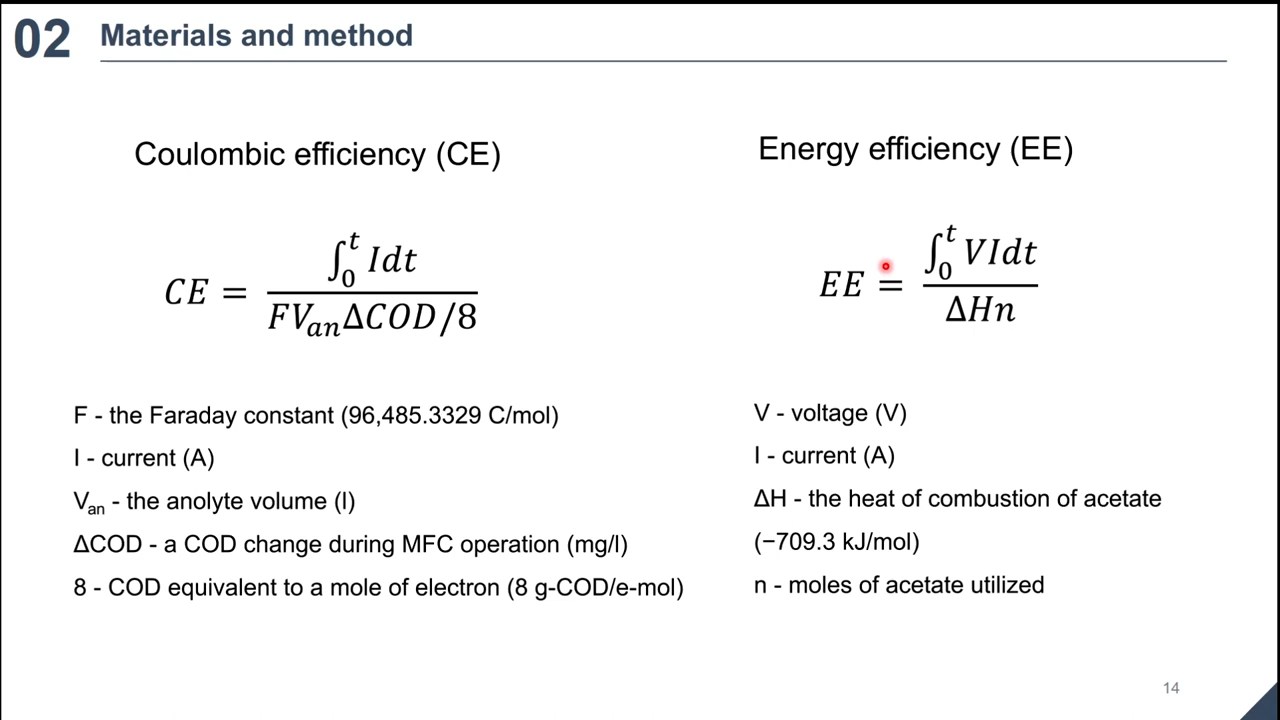 02 Materials and method
Coulombic efficiency (CE)
CE = ∫₀ᵗ Idt / FVₐₙΔCOD/8
F - the Faraday constant (96,485.3329 C/mol)
I - current (A)
Vₐₙ - the anolyte volume (l)
ΔCOD - a COD change during MFC operation (mg/l)
8 - COD equivalent to a mole of electron (8 g-COD/e-mol)
Energy efficiency (EE)
EE = ∫₀ᵗ VIdt / ΔHn
V - voltage (V)
I - current (A)
ΔH - the heat of combustion of acetate
(−709.3 kJ/mol)
n - moles of acetate utilized
14